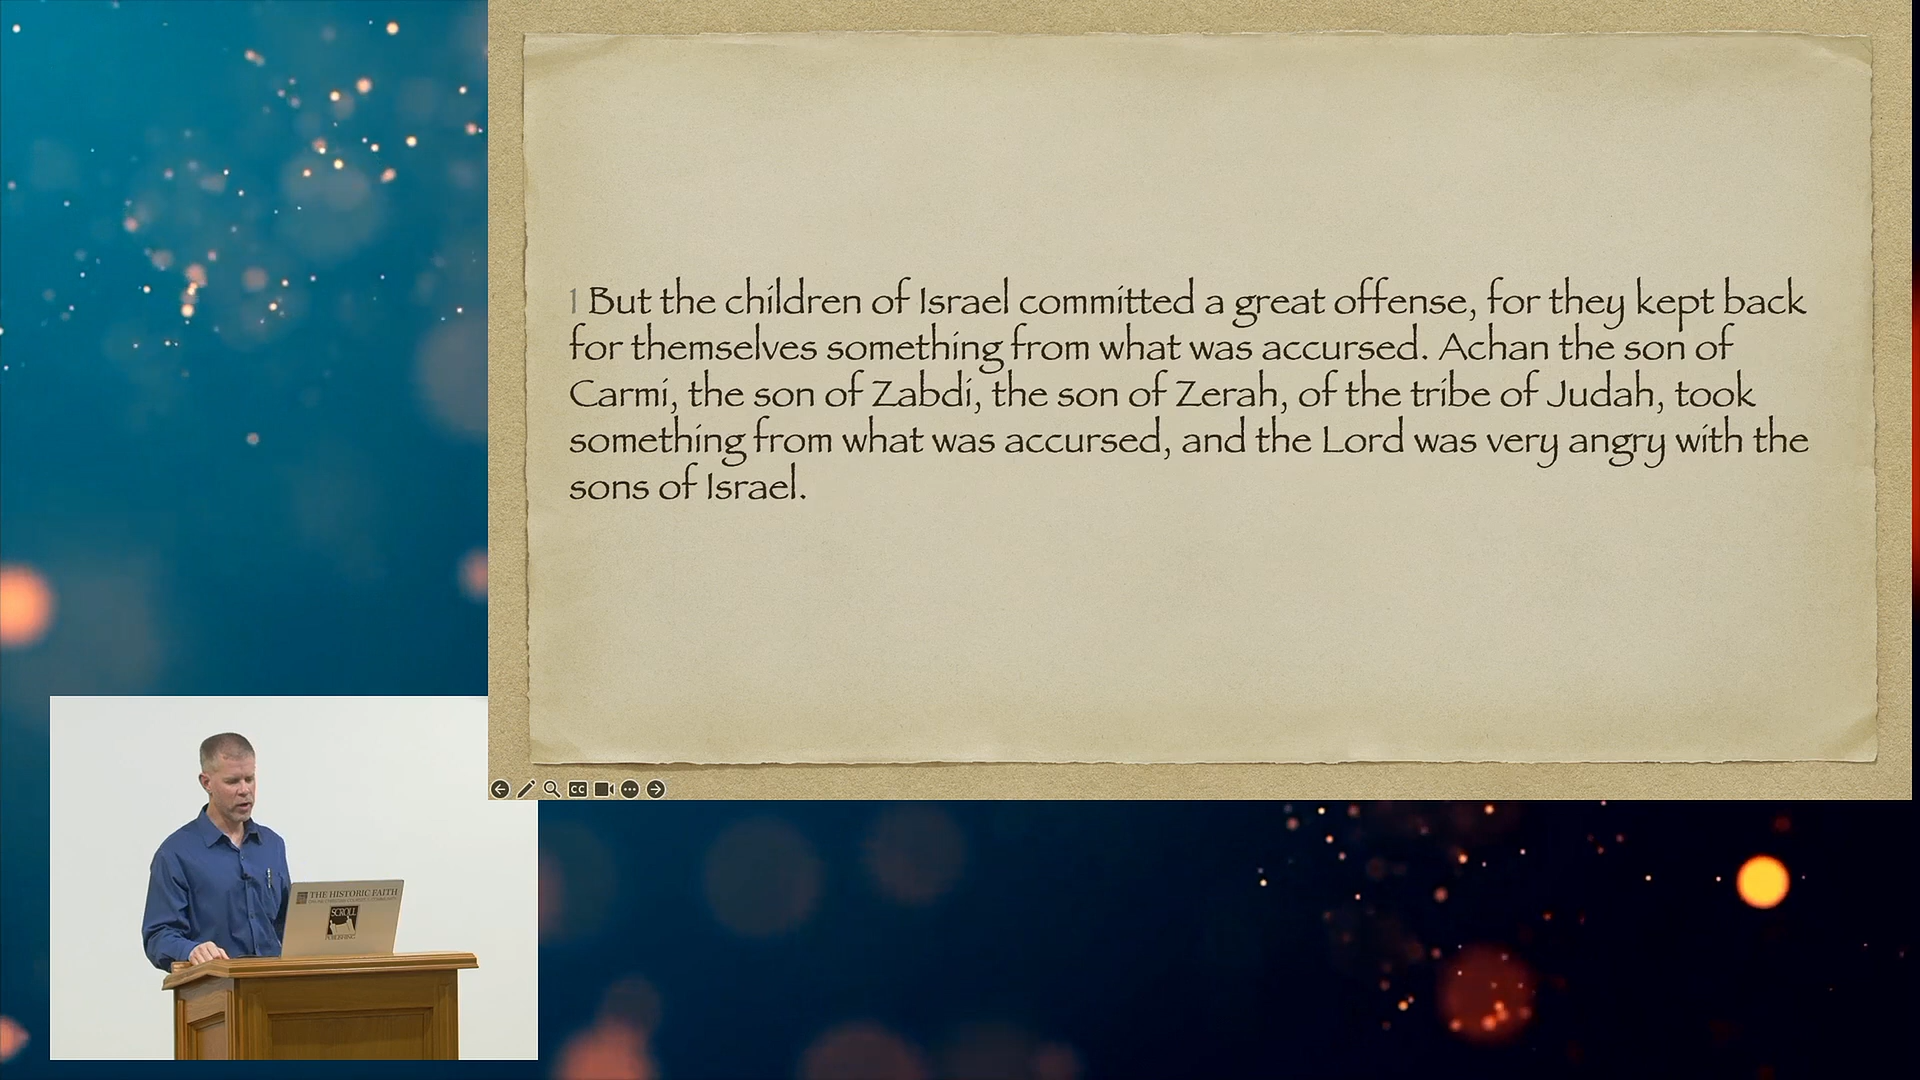 1 But the children of Israel committed a great offense, for they kept back
for themselves something from what was accursed. Achan the son of
Carmi, the son of Zabdi, the son of Zerah, of the tribe of Judah, took
something from what was accursed, and the Lord was very angry with the
sons of Israel.
CC
THE HISTORIC FAITH
SCROLL
PUBLISHING